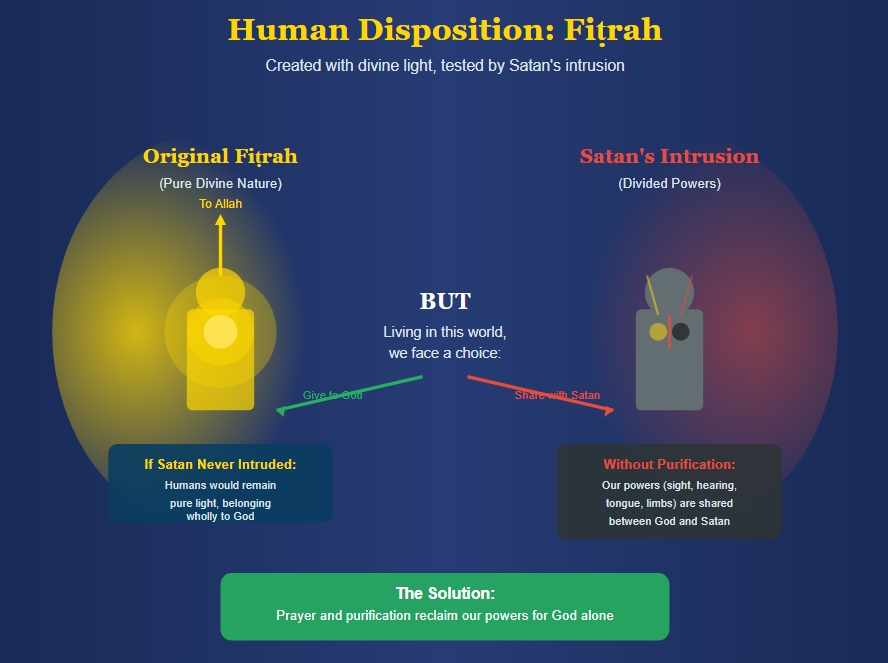 Human Disposition: Fiṭrah
Created with divine light, tested by Satan's intrusion
Original Fiṭrah
(Pure Divine Nature)
To Allah
Satan's Intrusion
(Divided Powers)
BUT
Living in this world,
we face a choice:
Give to God
Share with Satan
If Satan Never Intruded:
Humans would remain
pure light, belonging
wholly to God
Without Purification:
Our powers (sight, hearing,
tongue, limbs) are shared
between God and Satan
The Solution:
Prayer and purification reclaim our powers for God alone